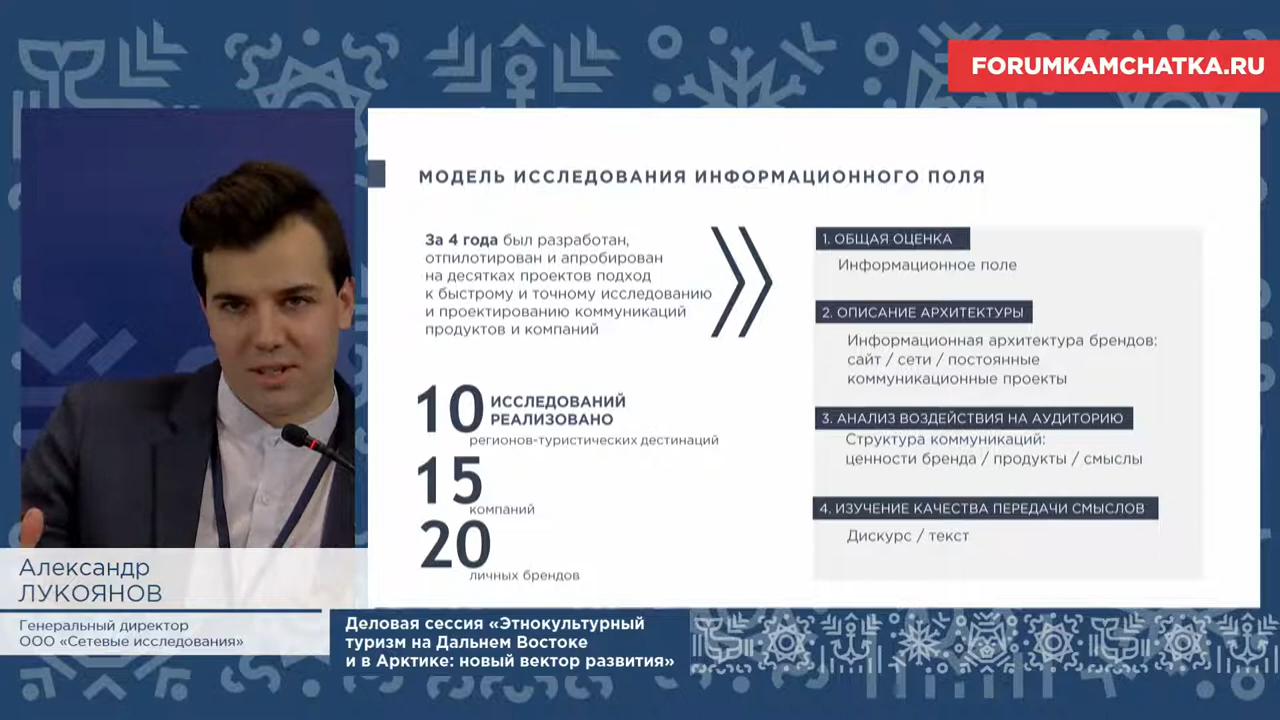 FORUMKAMCHATKA.RU
МОДЕЛЬ ИССЛЕДОВАНИЯ ИНФОРМАЦИОННОГО ПОЛЯ
За 4 года был разработан,
отпилотирован и апробирован
на десятках проектов подход
к быстрому и точному исследованию
и проектированию коммуникаций
продуктов и компаний
10 ИССЛЕДОВАНИЙ
РЕАЛИЗОВАНО
регионов-туристических дестинаций
15
компаний
20
личных брендов
1. ОБЩАЯ ОЦЕНКА
Информационное поле
2. ОПИСАНИЕ АРХИТЕКТУРЫ
Информационная архитектура брендов:
сайт / сети / постоянные
коммуникационные проекты
3. АНАЛИЗ ВОЗДЕЙСТВИЯ НА АУДИТОРИЮ
Структура коммуникаций:
ценности бренда / продукты / смыслы
4. ИЗУЧЕНИЕ КАЧЕСТВА ПЕРЕДАЧИ СМЫСЛОВ
Дискурс / текст
Александр
ЛУКОЯНОВ
Генеральный директор
ООО «Сетевые исследования»
Деловая сессия «Этнокультурный
туризм на Дальнем Востоке
и в Арктике: новый вектор развития»